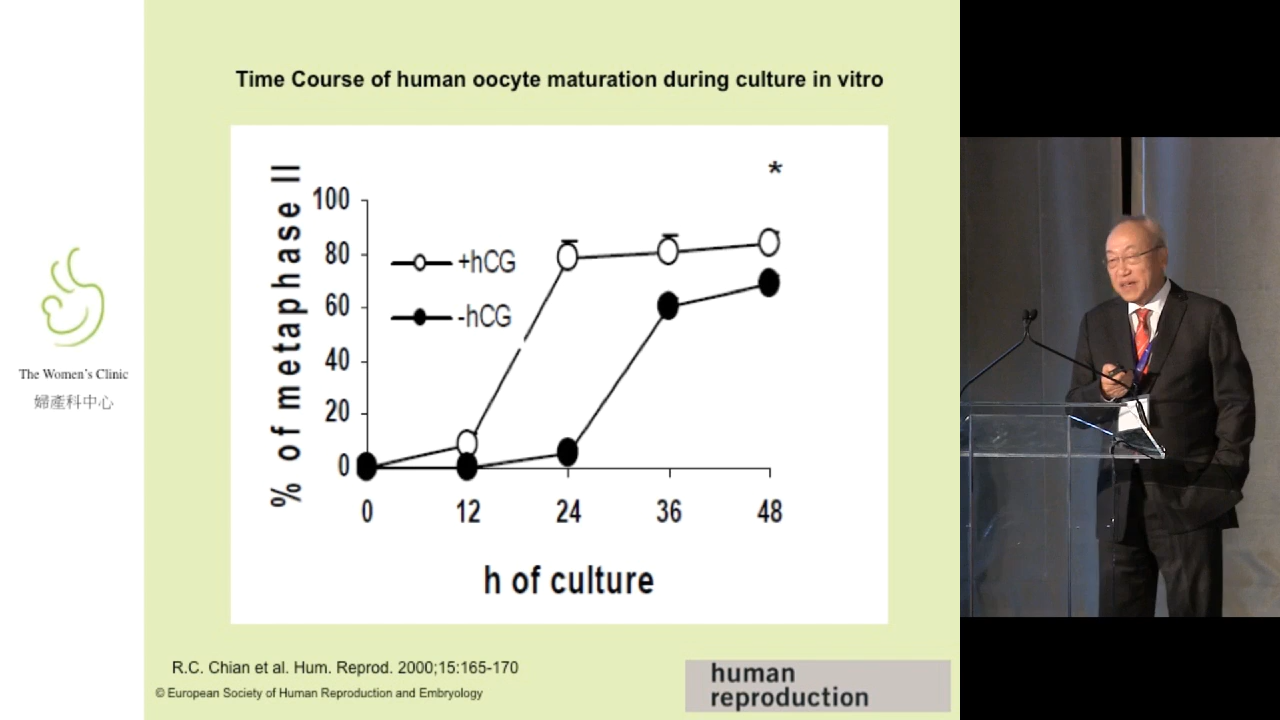 Time Course of human oocyte maturation during culture in vitro
% of metaphase II
*
100
80
60
40
20
0
+hCG
-hCG
0 12 24 36 48
h of culture
The Women's Clinic
婦產科中心
R.C. Chian et al. Hum. Reprod. 2000;15:165-170
© European Society of Human Reproduction and Embryology
human
reproduction